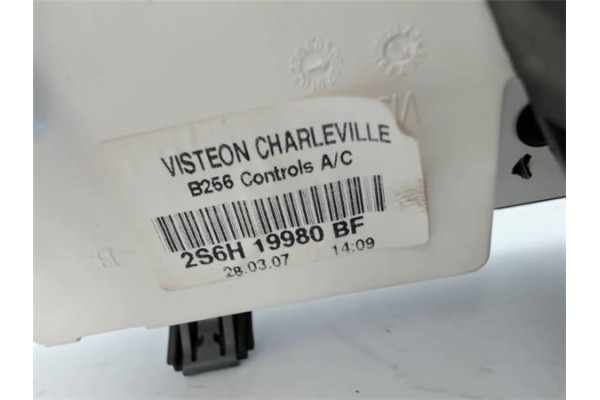 VISTEON CHARLEVILLE
B256 Controls A/C
2S6H 19980 BF
28.03.07 14:09